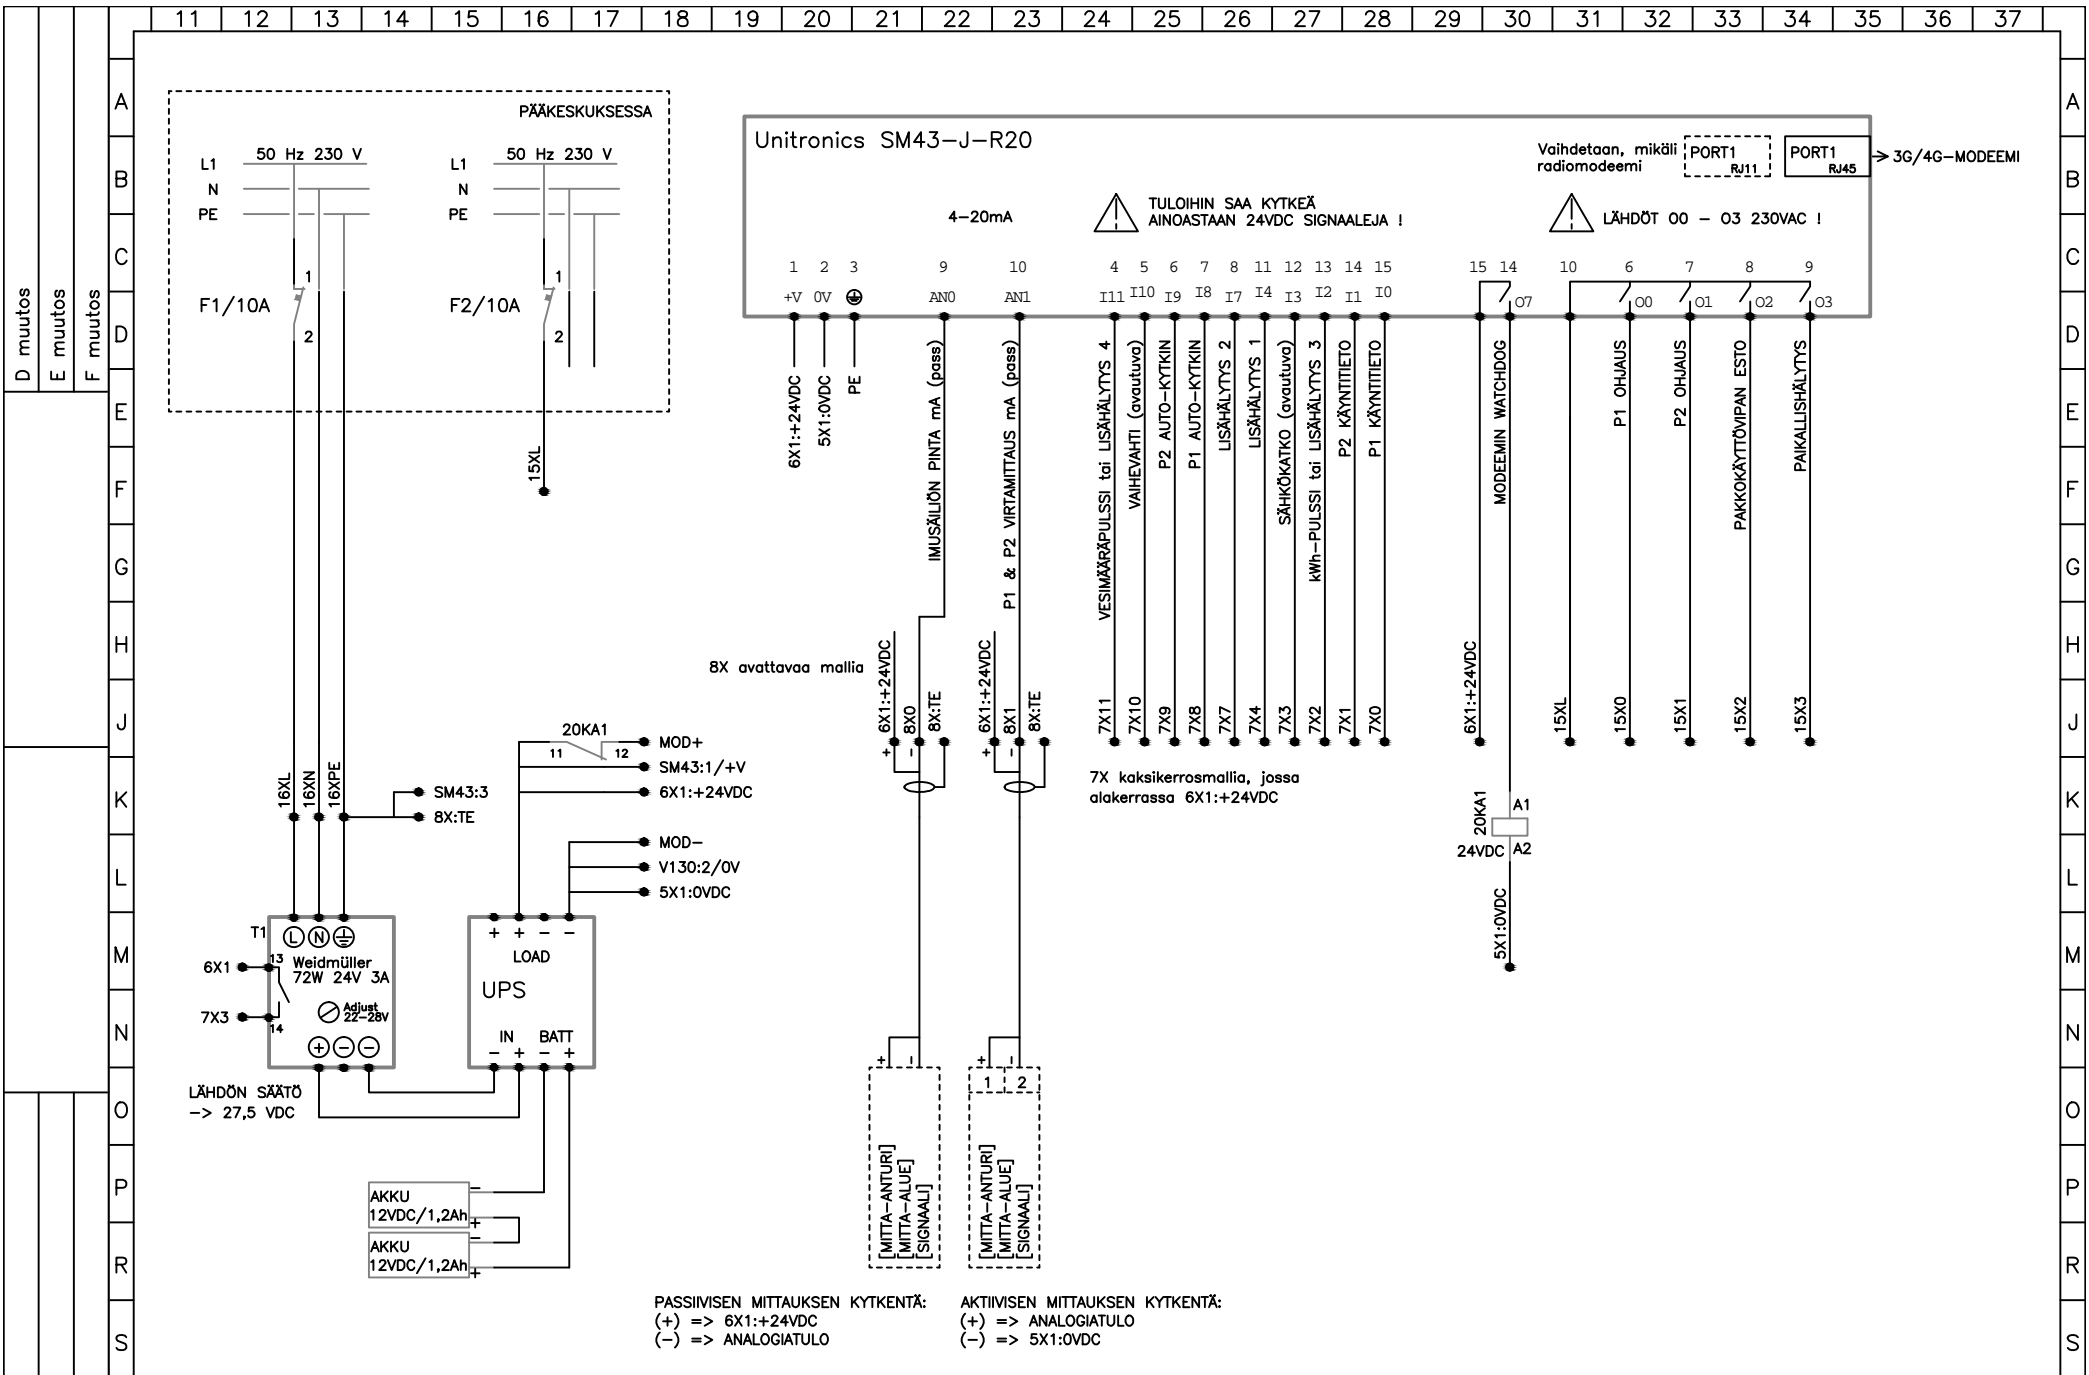 11 12 13 14 15 16 17 18 19 20 21 22 23 24 25 26 27 28 29 30 31 32 33 34 35 36 37
D muutos
E muutos
F muutos
A
B
C
D
E
F
G
H
J
K
L
M
N
O
P
R
S
PÄÄKESKUKSESSA
50 Hz 230 V
L1
N
PE
F1/10A
1
2
50 Hz 230 V
L1
N
PE
F2/10A
1
2
15XL
16XL
16XN
16XPE
SM43:3
8X:TE
T1
L N
13
Weidmüller
72W 24V 3A
6X1
7X3
14
Adjust
22-28V
+ - -
LÄHDÖN SÄÄTÖ
-> 27,5 VDC
20KA1
11 12
MOD+
SM43:1/+V
6X1:+24VDC
MOD-
V130:2/0V
5X1:0VDC
+ + - -
LOAD
UPS
IN BATT
- + - +
AKKU
12VDC/1,2Ah
-
+
AKKU
12VDC/1,2Ah
-
+
Unitronics SM43-J-R20
4-20mA
TULOIHIN SAA KYTKEÄ
AINOASTAAN 24VDC SIGNAALEJA !
Vaihdetaan, mikäli
radiomodeemi
PORT1
RJ11
PORT1
RJ45
3G/4G-MODEEMI
LÄHDÖT 00 - 03 230VAC !
1 2 3 9 10 4 5 6 7 8 11 12 13 14 15 15 14 10 6 7 8 9
+V 0V AN0 AN1 I11 I10 I9 I8 I7 I4 I3 I2 I1 I0 O7 O0 O1 O2 O3
6X1:+24VDC
5X1:0VDC
PE
IMUSÄILIÖN PINTA mA (pass)
P1 & P2 VIRTAMITTAUS mA (pass)
VESIMÄÄRÄPULSSI tai LISÄHÄLYTYS 4
VAIHEVAHTI (avautuva)
P2 AUTO-KYTKIN
P1 AUTO-KYTKIN
LISÄHÄLYTYS 2
LISÄHÄLYTYS 1
SÄHKÖKATKO (avautuva)
kWh-PULSSI tai LISÄHÄLYTYS 3
P2 KÄYNTITIETO
P1 KÄYNTITIETO
MODEEMIN WATCHDOG
P1 OHJAUS
P2 OHJAUS
PAKKOKÄYTTÖVIPAN ESTO
PAIKALLISHÄLYTYS
8X avattavaa mallia
6X1:+24VDC
8X0
8X:TE
+ -
6X1:+24VDC
8X1
8X:TE
+ -
7X11
7X10
7X9
7X8
7X7
7X4
7X3
7X2
7X1
7X0
6X1:+24VDC
15XL
15X0
15X1
15X2
15X3
7X kaksikerrosmallia, jossa
alakerrassa 6X1:+24VDC
20KA1
A1
24VDC
A2
5X1:0VDC
+ -
[MITTA-ANTURI]
[MITTA-ALUE]
[SIGNAALI]
+ -
1 2
[MITTA-ANTURI]
[MITTA-ALUE]
[SIGNAALI]
PASSIIVISEN MITTAUKSEN KYTKENTÄ:
(+) => 6X1:+24VDC
(-) => ANALOGIATULO
AKTIIVISEN MITTAUKSEN KYTKENTÄ:
(+) => ANALOGIATULO
(-) => 5X1:0VDC
A
B
C
D
E
F
G
H
J
K
L
M
N
O
P
R
S